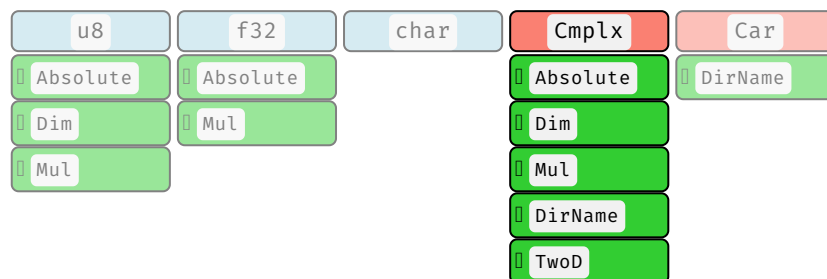 u8 f32 char Cmplx Car
Absolute Absolute Absolute DirName
Dim Mul Dim
Mul Mul
DirName
TwoD